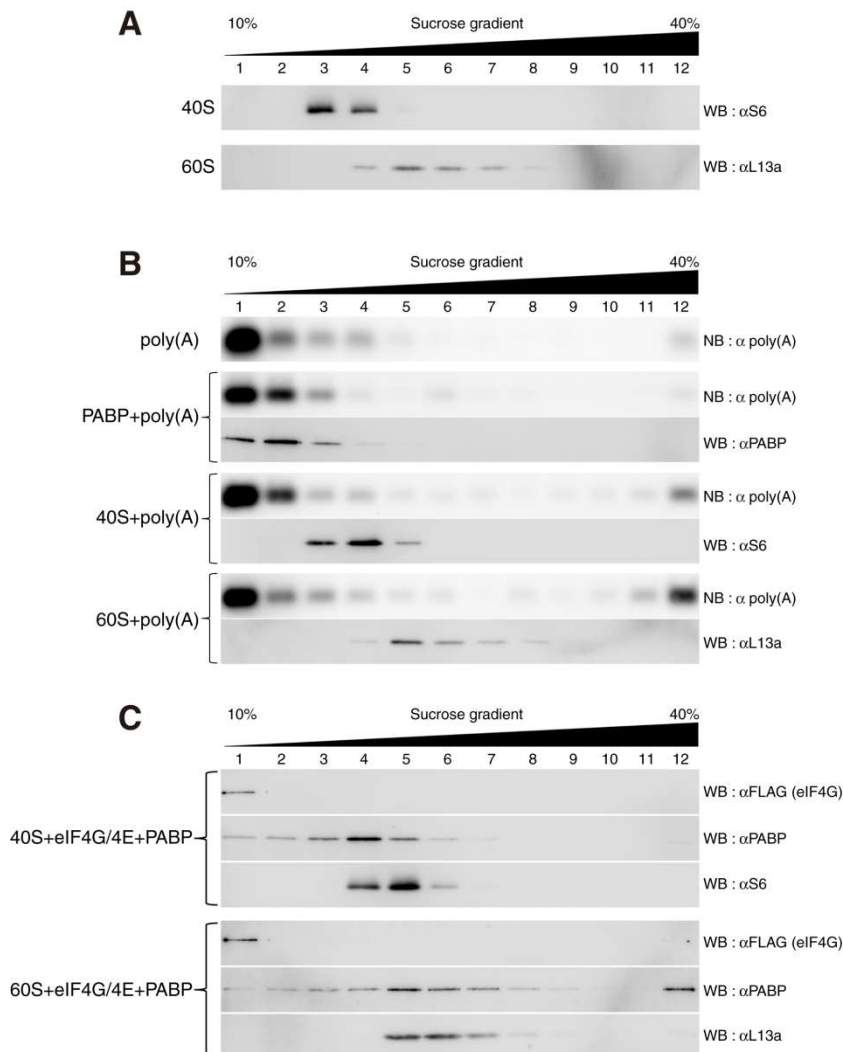 A
10% Sucrose gradient 40%
1 2 3 4 5 6 7 8 9 10 11 12
40S WB : αS6
60S WB : αL13a
B
10% Sucrose gradient 40%
1 2 3 4 5 6 7 8 9 10 11 12
poly(A) NB : α poly(A)
NB : α poly(A)
PABP+poly(A)
WB : αPABP
NB : α poly(A)
40S+poly(A)
WB : αS6
NB : α poly(A)
60S+poly(A)
WB : αL13a
C
10% Sucrose gradient 40%
1 2 3 4 5 6 7 8 9 10 11 12
WB : αFLAG (eIF4G)
40S+eIF4G/4E+PABP WB : αPABP
WB : αS6
WB : αFLAG (eIF4G)
60S+eIF4G/4E+PABP WB : αPABP
WB : αL13a